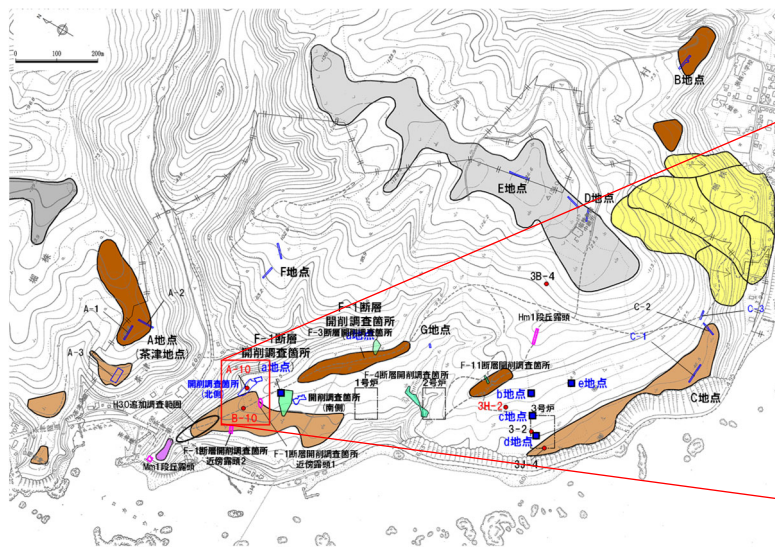 N
0 100 200m
B地点
E地点
D地点
F地点
3B-4
A-1
A-2
A-3
A地点
(茶津地点)
F-1断層
開削調査箇所
F-3断層開削調査箇所
G地点
Hm1段丘露頭
C-2
C-3
C-1
F-1断層
開削調査箇所
A-10
(a地点)
開削調査箇所
(北側)
B-10
開削調査箇所
(南側)
1号炉
F-4断層開削調査箇所
2号炉
F-11断層開削調査箇所
b地点
e地点
3H-2
c地点
3号炉
3-2
d地点
3J-4
C地点
H30追加調査範囲
Mm1段丘露頭
F-1断層開削調査箇所
近傍露頭2
F-1断層開削調査箇所
近傍露頭1